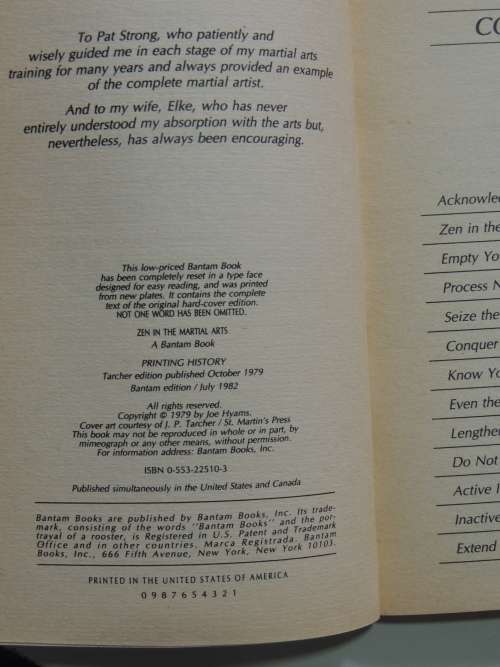 To Pat Strong, who patiently and
wisely guided me in each stage of my martial arts
training for many years and always provided an example
of the complete martial artist.
And to my wife, Elke, who has never
entirely understood my absorption with the arts but,
nevertheless, has always been encouraging.
This low-priced Bantam Book
has been completely reset in a type face
designed for easy reading, and was printed
from new plates. It contains the complete
text of the original hard-cover edition.
NOT ONE WORD HAS BEEN OMITTED.
ZEN IN THE MARTIAL ARTS
A Bantam Book
PRINTING HISTORY
Tarcher edition published October 1979
Bantam edition / July 1982
All rights reserved.
Copyright © 1979 by Joe Hyams.
Cover art courtesy of J. P. Tarcher / St. Martin's Press
This book may not be reproduced in whole or in part, by
mimeograph or any other means, without permission.
For information address: Bantam Books, Inc.
ISBN 0-553-22510-3
Published simultaneously in the United States and Canada
Bantam Books are published by Bantam Books, Inc. Its trade-
mark, consisting of the words "Bantam Books" and the por-
trayal of a rooster, is Registered in U.S. Patent and Trademark
Office and in other countries. Marca Registrada. Bantam
Books, Inc., 666 Fifth Avenue, New York, New York 10103.
PRINTED IN THE UNITED STATES OF AMERICA
0 9 8 7 6 5 4 3 2 1
CO
Acknowle
Zen in the
Empty Yo
Process N
Seize the
Conquer
Know Yo
Even the
Lengthen
Do Not
Active I
Inactive
Extend